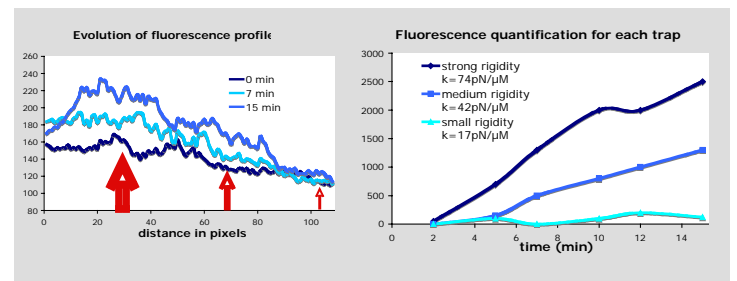 Evolution of fluorescence profile
260
240
220
200
180
160
140
120
100
80
0 min
7 min
15 min
0
20
40
60
80
100
distance in pixels
Fluorescence quantification for each trap
3000
2500
2000
1500
1000
500
0
strong rigidity
k=74pN/µM
medium rigidity
k=42pN/µM
small rigidity
k=17pN/µM
0
2
4
6
8
10
12
14
time (min)